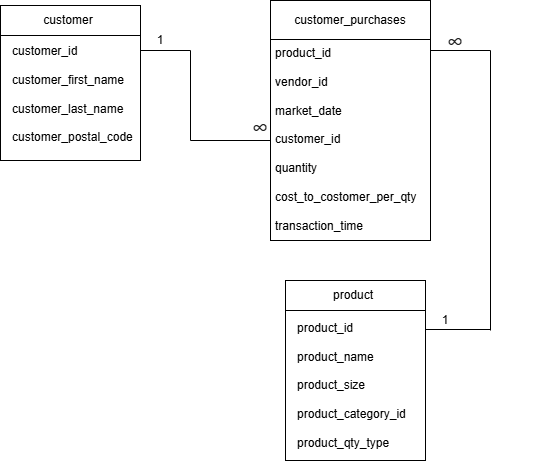 customer
customer_id
customer_first_name
customer_last_name
customer_postal_code
1
∞
customer_purchases
product_id
vendor_id
market_date
customer_id
quantity
cost_to_costomer_per_qty
transaction_time
∞
1
product
product_id
product_name
product_size
product_category_id
product_qty_type